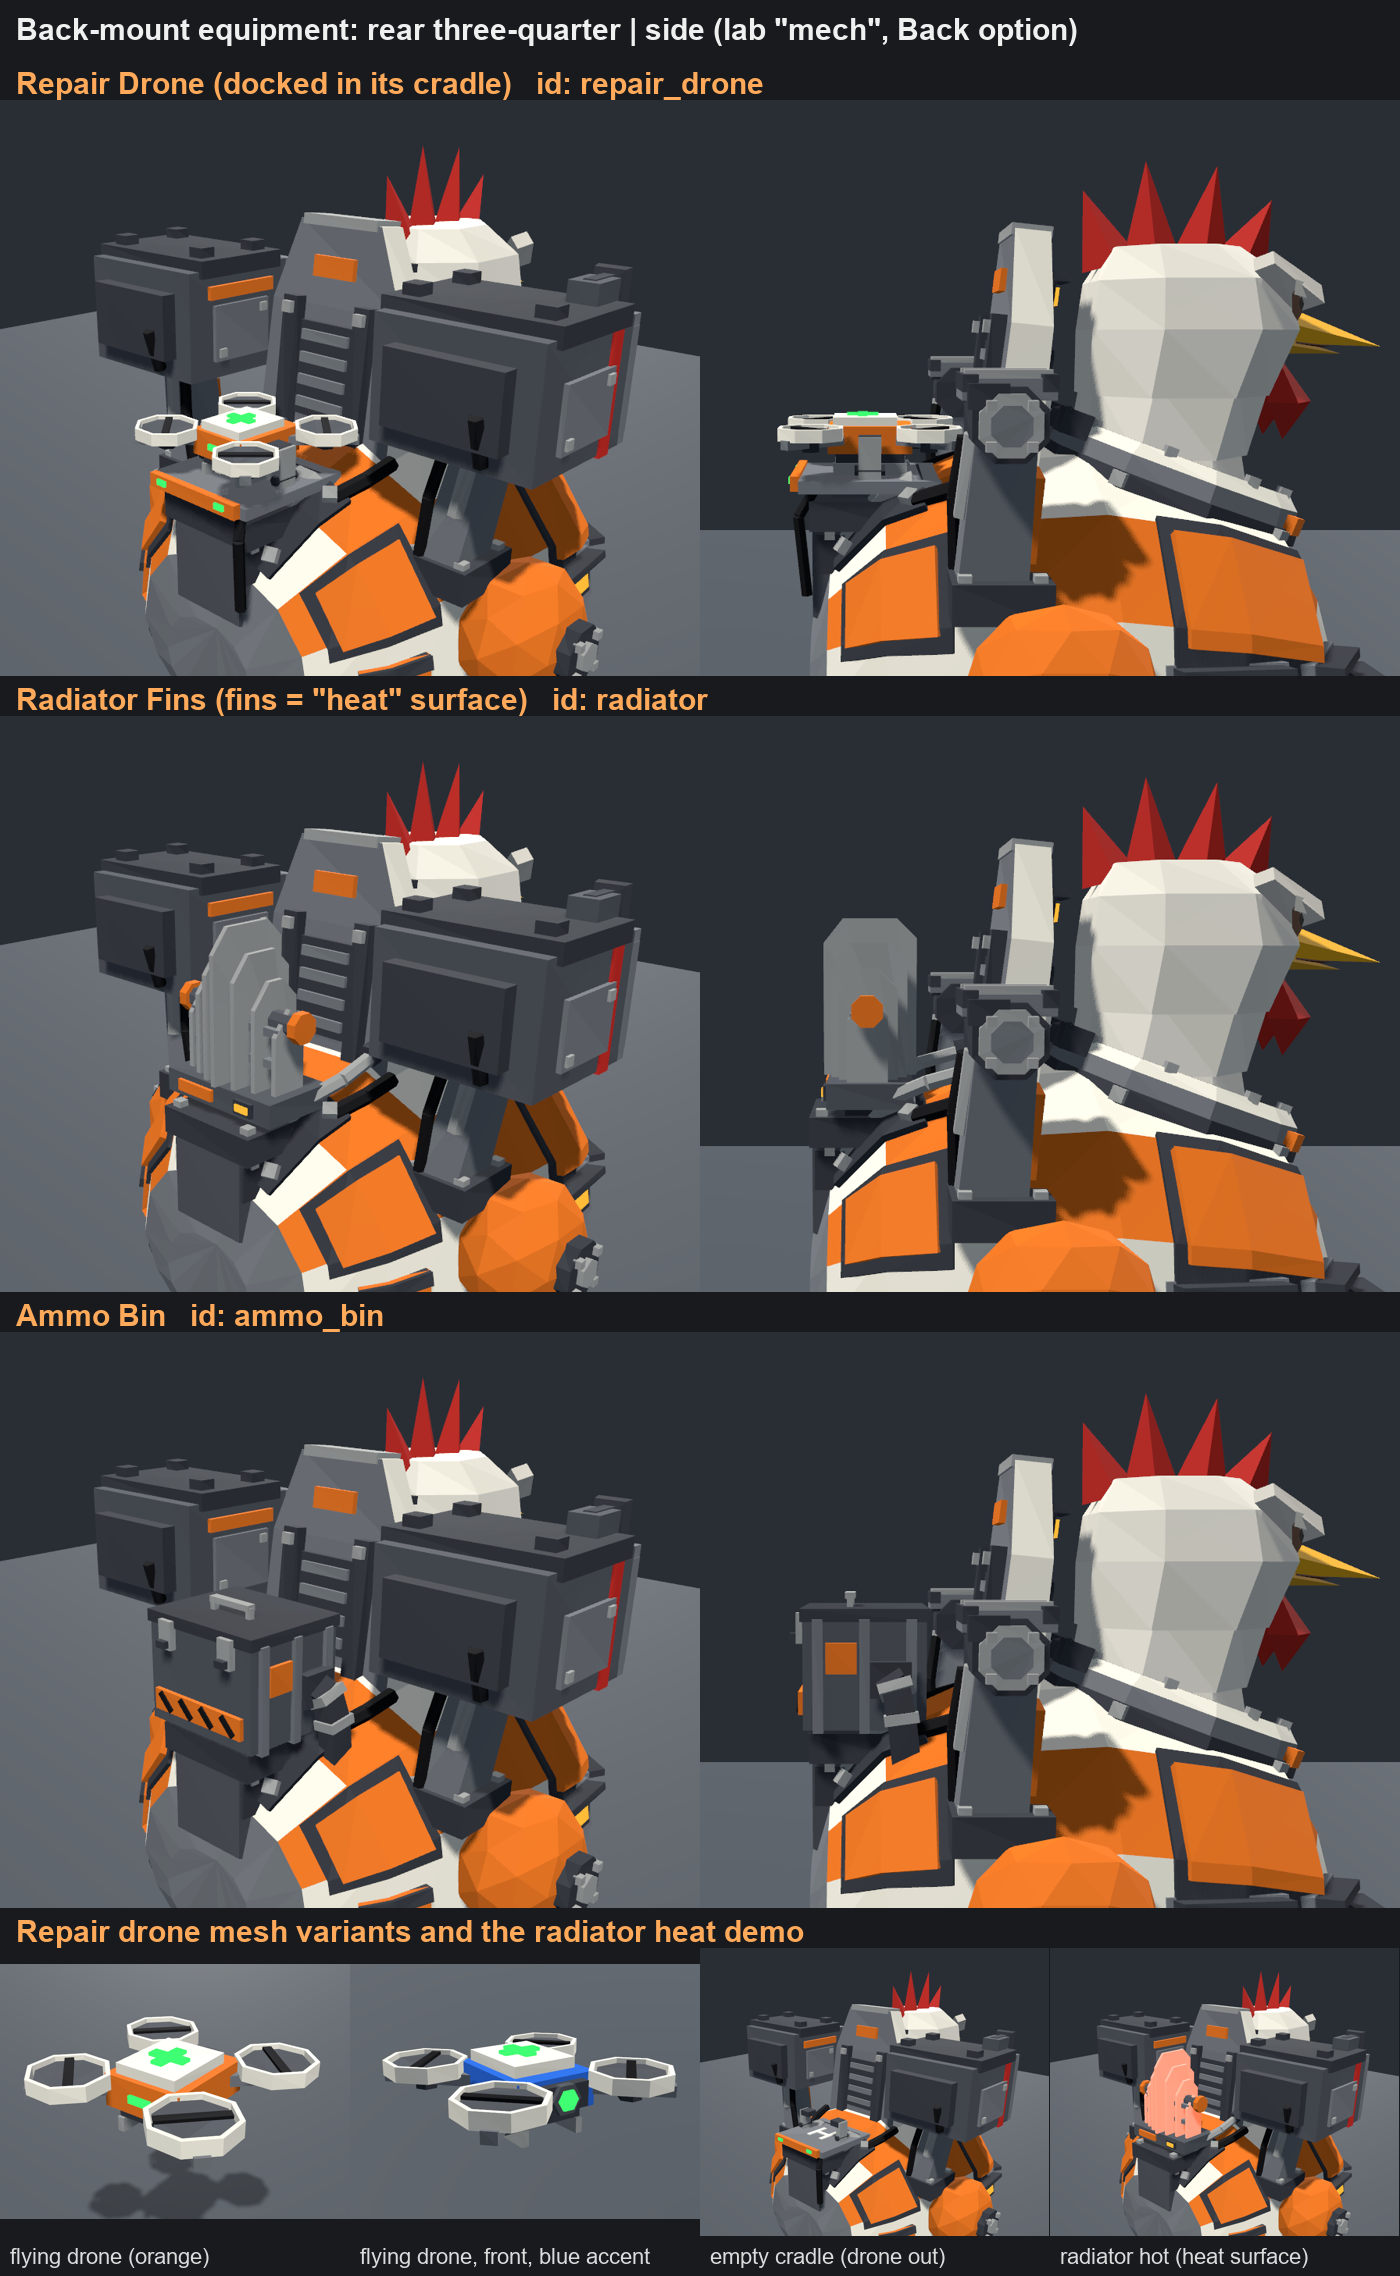 Back-mount equipment: rear three-quarter | side (lab "mech", Back option)
Repair Drone (docked in its cradle) id: repair_drone
Radiator Fins (fins = "heat" surface) id: radiator
Ammo Bin id: ammo_bin
Repair drone mesh variants and the radiator heat demo
H
flying drone (orange)
flying drone, front, blue accent
empty cradle (drone out)
radiator hot (heat surface)